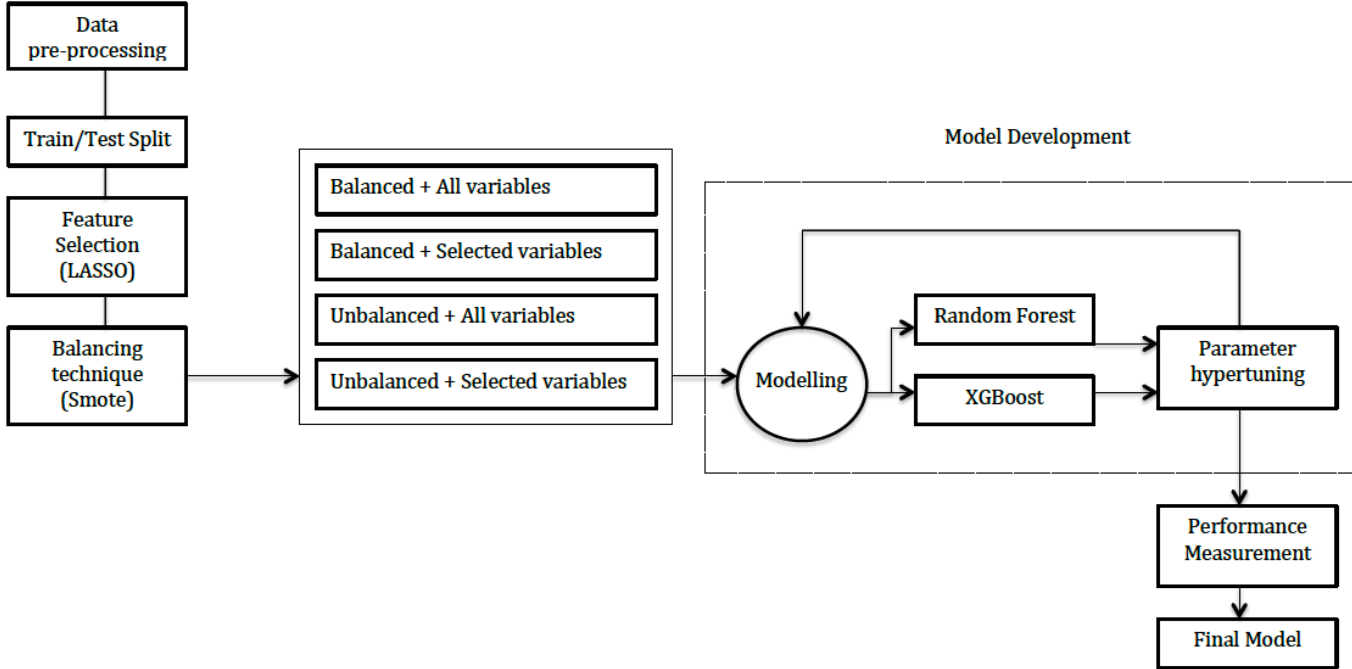 Data
pre-processing
Train/Test Split
Feature
Selection
(LASSO)
Balancing
technique
(Smote)
Balanced + All variables
Balanced + Selected variables
Unbalanced + All variables
Unbalanced + Selected variables
Model Development
Modelling
Random Forest
XGBoost
Parameter
hypertuning
Performance
Measurement
Final Model